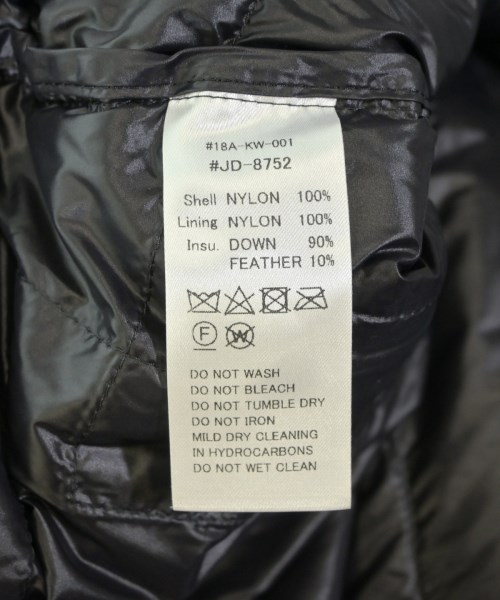 #18A-KW-001
#JD-8752
Shell NYLON 100%
Lining NYLON 100%
Insu. DOWN 90%
FEATHER 10%
F W
DO NOT WASH
DO NOT BLEACH
DO NOT TUMBLE DRY
DO NOT IRON
MILD DRY CLEANING
IN HYDROCARBONS
DO NOT WET CLEAN